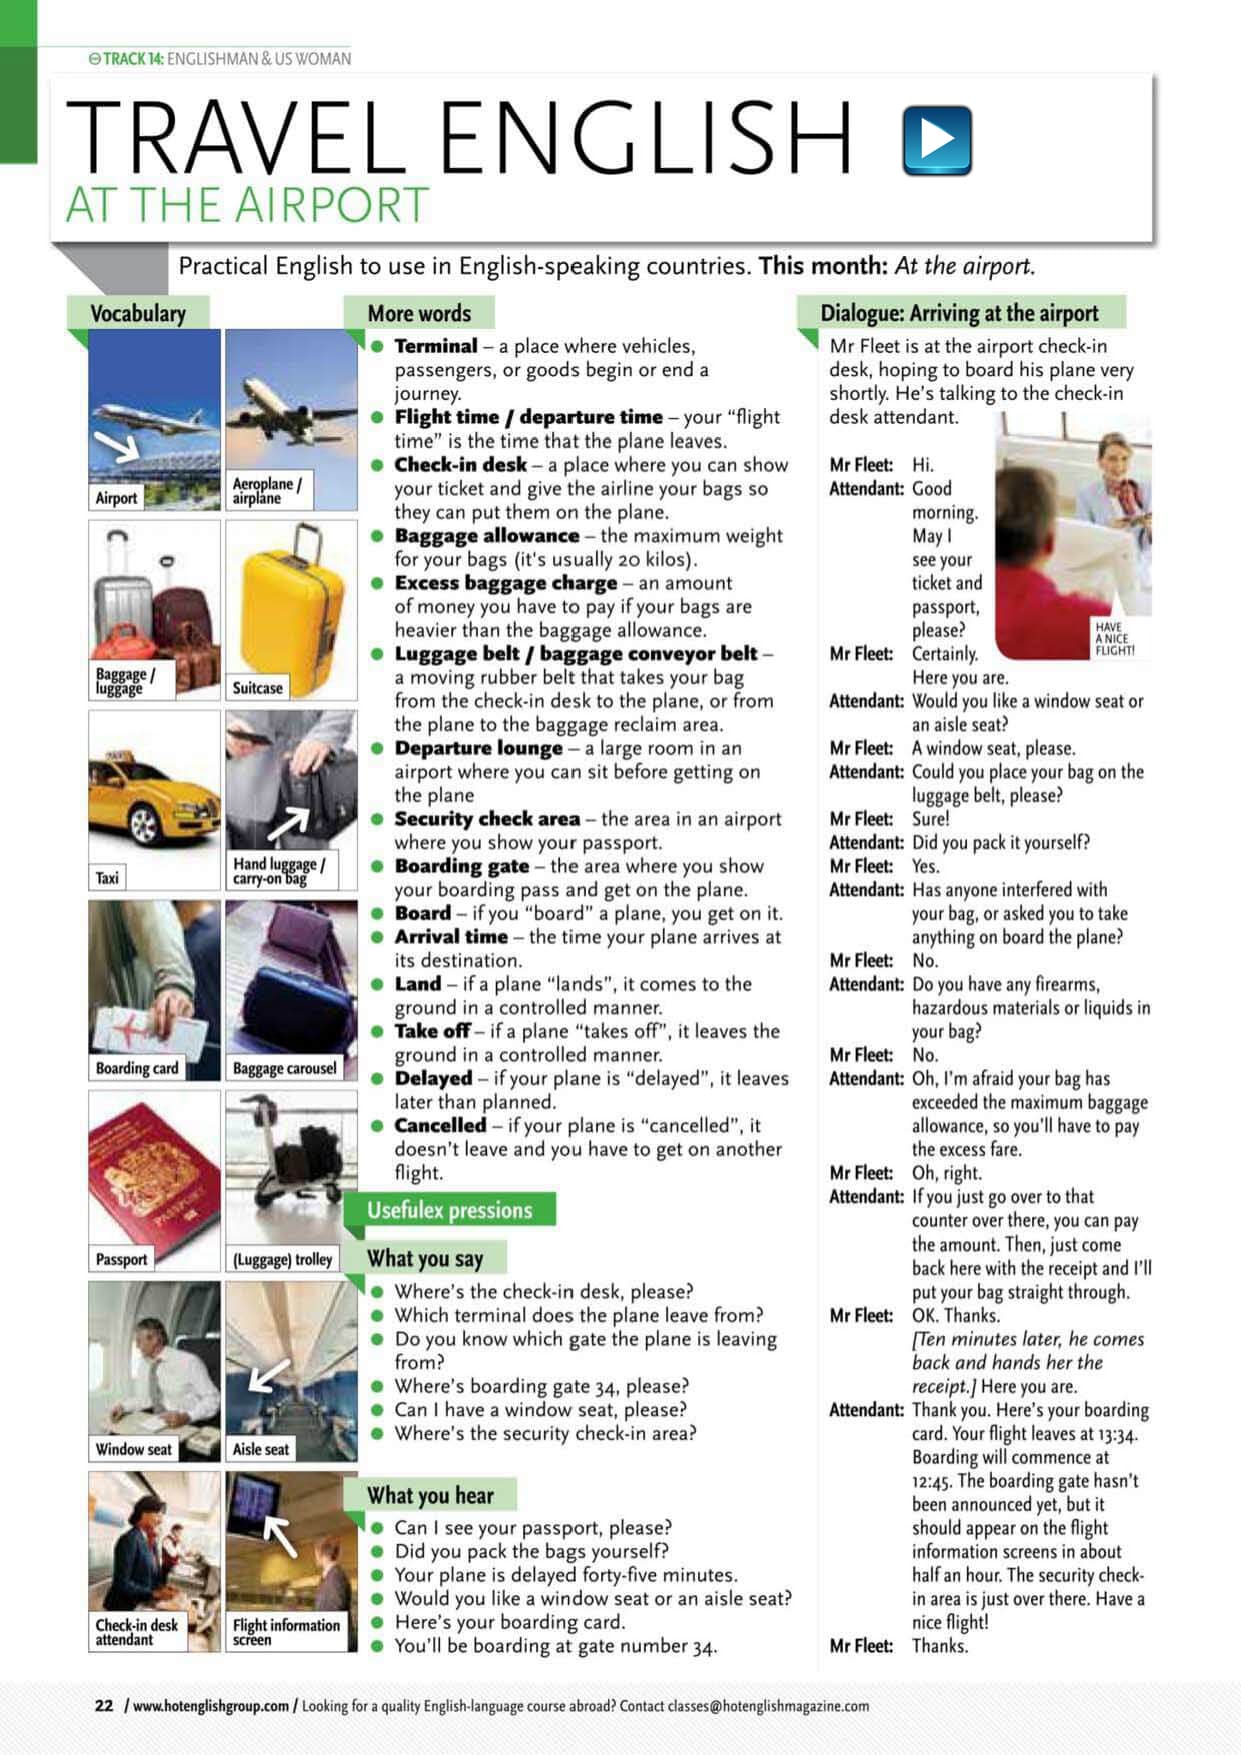 TRACK 14: ENGLISHMAN & US WOMAN
TRAVEL ENGLISH
AT THE AIRPORT
Practical English to use in English-speaking countries. This month: At the airport.
Vocabulary
Airport
Aeroplane /
airplane
Baggage /
luggage
Suitcase
TAXI
Taxi
Hand luggage /
carry-on bag
Boarding card
Baggage carousel
PASSPORT
Passport
(Luggage) trolley
Window seat
Aisle seat
Check-in desk
attendant
Flight information
screen
More words
Terminal – a place where vehicles,
passengers, or goods begin or end a
journey.
Flight time / departure time – your “flight
time” is the time that the plane leaves.
Check-in desk – a place where you can show
your ticket and give the airline your bags so
they can put them on the plane.
Baggage allowance – the maximum weight
for your bags (it's usually 20 kilos).
Excess baggage charge – an amount
of money you have to pay if your bags are
heavier than the baggage allowance.
Luggage belt / baggage conveyor belt –
a moving rubber belt that takes your bag
from the check-in desk to the plane, or from
the plane to the baggage reclaim area.
Departure lounge – a large room in an
airport where you can sit before getting on
the plane
Security check area – the area in an airport
where you show your passport.
Boarding gate – the area where you show
your boarding pass and get on the plane.
Board – if you “board” a plane, you get on it.
Arrival time – the time your plane arrives at
its destination.
Land – if a plane “lands”, it comes to the
ground in a controlled manner.
Take off – if a plane “takes off”, it leaves the
ground in a controlled manner.
Delayed – if your plane is “delayed”, it leaves
later than planned.
Cancelled – if your plane is “cancelled”, it
doesn't leave and you have to get on another
flight.
Usefulex pressions
What you say
Where's the check-in desk, please?
Which terminal does the plane leave from?
Do you know which gate the plane is leaving
from?
Where's boarding gate 34, please?
Can I have a window seat, please?
Where's the security check-in area?
What you hear
Can I see your passport, please?
Did you pack the bags yourself?
Your plane is delayed forty-five minutes.
Would you like a window seat or an aisle seat?
Here's your boarding card.
You'll be boarding at gate number 34.
Dialogue: Arriving at the airport
Mr Fleet is at the airport check-in
desk, hoping to board his plane very
shortly. He's talking to the check-in
desk attendant.
Mr Fleet: Hi.
Attendant: Good
morning.
May I
see your
ticket and
passport,
please?
HAVE
A NICE
FLIGHT!
Mr Fleet: Certainly.
Here you are.
Attendant: Would you like a window seat or
an aisle seat?
Mr Fleet: A window seat, please.
Attendant: Could you place your bag on the
luggage belt, please?
Mr Fleet: Sure!
Attendant: Did you pack it yourself?
Mr Fleet: Yes.
Attendant: Has anyone interfered with
your bag, or asked you to take
anything on board the plane?
Mr Fleet: No.
Attendant: Do you have any firearms,
hazardous materials or liquids in
your bag?
Mr Fleet: No.
Attendant: Oh, I'm afraid your bag has
exceeded the maximum baggage
allowance, so you'll have to pay
the excess fare.
Mr Fleet: Oh, right.
Attendant: If you just go over to that
counter over there, you can pay
the amount. Then, just come
back here with the receipt and I'll
put your bag straight through.
Mr Fleet: OK. Thanks.
[Ten minutes later, he comes
back and hands her the
receipt.] Here you are.
Attendant: Thank you. Here's your boarding
card. Your flight leaves at 13:34.
Boarding will commence at
12:45. The boarding gate hasn't
been announced yet, but it
should appear on the flight
information screens in about
half an hour. The security check-
in area is just over there. Have a
nice flight!
Mr Fleet: Thanks.
22 / www.hotenglishgroup.com / Looking for a quality English-language course abroad? Contact classes@hotenglishmagazine.com